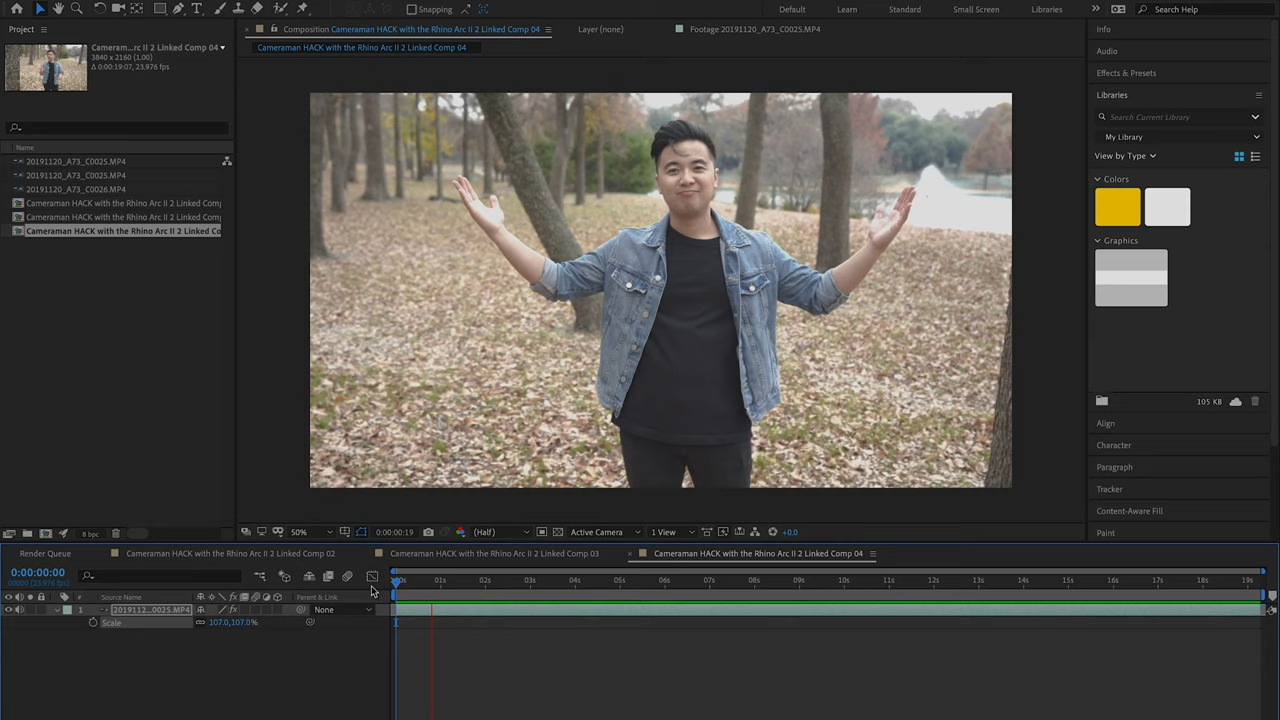 Snapping
Default
Learn
Standard
Small Screen
Libraries
Search Help
Project
Composition Cameraman HACK with the Rhino Arc II 2 Linked Comp 04
Layer (none)
Footage 20191120_A73_C0025.MP4
Info
Cameram...rc II 2 Linked Comp 04
3840 x 2160 (1,00)
Δ 0:00:19:07, 23,976 fps
Cameraman HACK with the Rhino Arc II 2 Linked Comp 04
Audio
Effects & Presets
Libraries
Search Current Library
My Library
View by Type
Name
20191120_A73_C0025.MP4
20191120_A73_C0025.MP4
20191120_A73_C0026.MP4
Cameraman HACK with the Rhino Arc II 2 Linked Com
Cameraman HACK with the Rhino Arc II 2 Linked Com
Cameraman HACK with the Rhino Arc II 2 Linked Co
Colors
Graphics
105 KB
Align
Character
Paragraph
Tracker
Content-Aware Fill
Paint
8 bpc
50%
0:00:00:19
(Half)
Active Camera
1 View
+0.0
Render Queue
Cameraman HACK with the Rhino Arc II 2 Linked Comp 02
Cameraman HACK with the Rhino Arc II 2 Linked Comp 03
Cameraman HACK with the Rhino Arc II 2 Linked Comp 04
0:00:00:00
00000 (23.976 fps)
:00s 01s 02s 03s 04s 05s 06s 07s 08s 09s 10s 11s 12s 13s 14s 15s 16s 17s 18s 19s
# Source Name Parent & Link
1 2019112...0025.MP4 None
Scale 107.0,107.0%